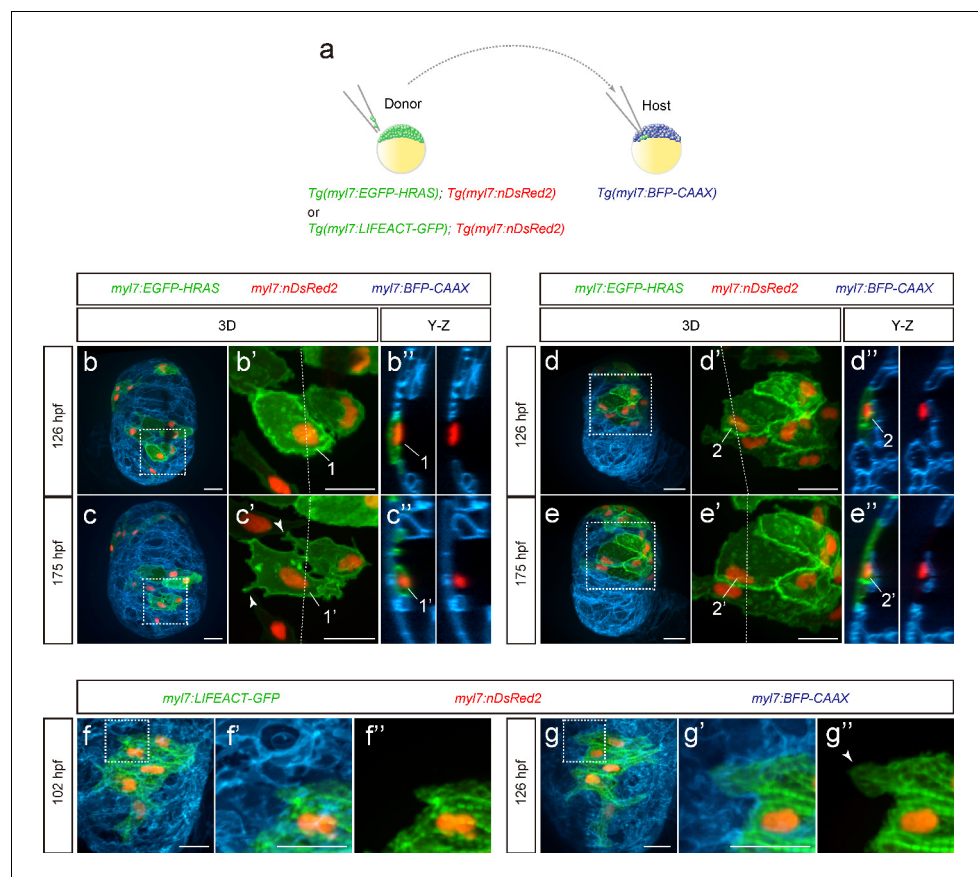 a
Donor
Host
Tg(myl7:EGFP-HRAS); Tg(myl7:nDsRed2)
Tg(myl7:BFP-CAAX)
or
Tg(myl7:LIFEACT-GFP); Tg(myl7:nDsRed2)
myl7:EGFP-HRAS myl7:nDsRed2 myl7:BFP-CAAX
3D Y-Z
126 hpf
b b' b'' 1 1
175 hpf
c c' c'' 1' 1'
myl7:EGFP-HRAS myl7:nDsRed2 myl7:BFP-CAAX
3D Y-Z
126 hpf
d d' d'' 2 2
175 hpf
e e' e'' 2' 2'
myl7:LIFEACT-GFP myl7:nDsRed2 myl7:BFP-CAAX
102 hpf
f f' f''
126 hpf
g g' g''